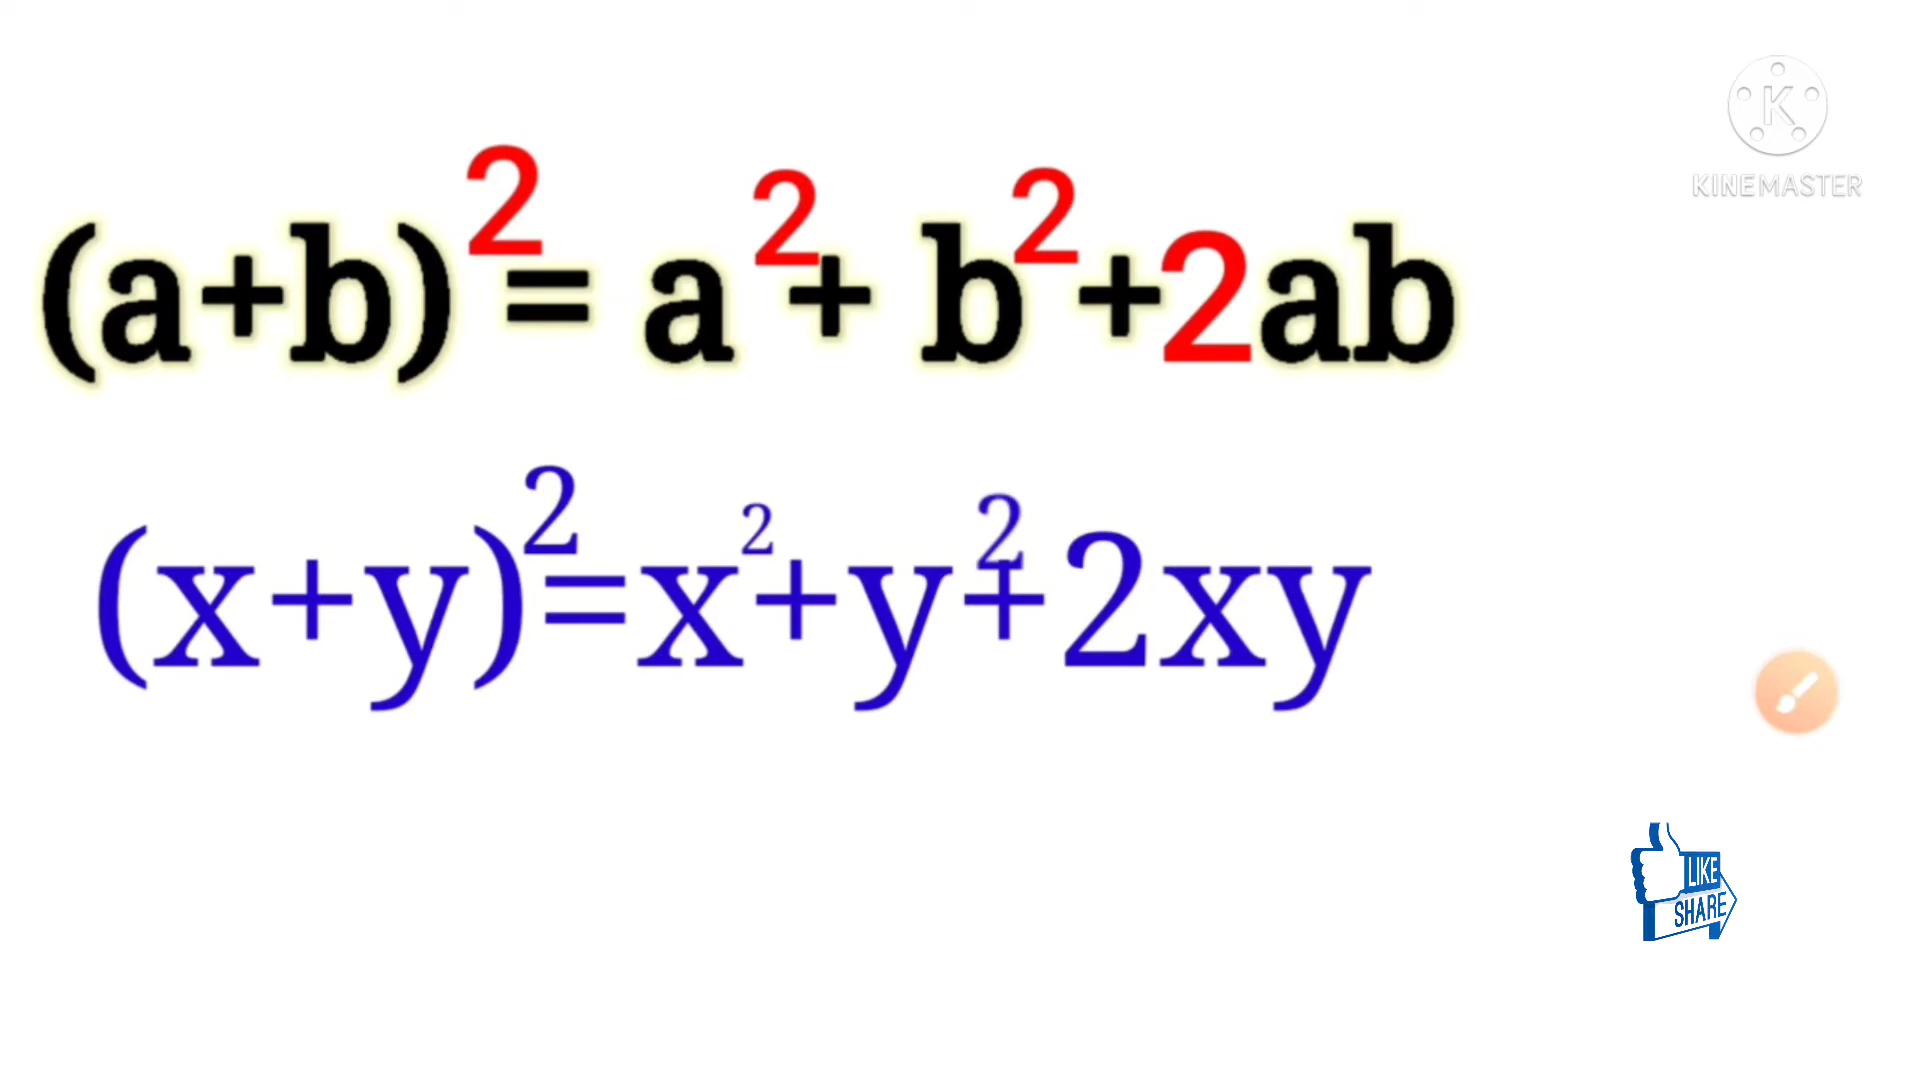 K
KINEMASTER
(a+b)²= a²+ b²+2ab
(x+y)²=x²+y²+2xy
LIKE
SHARE